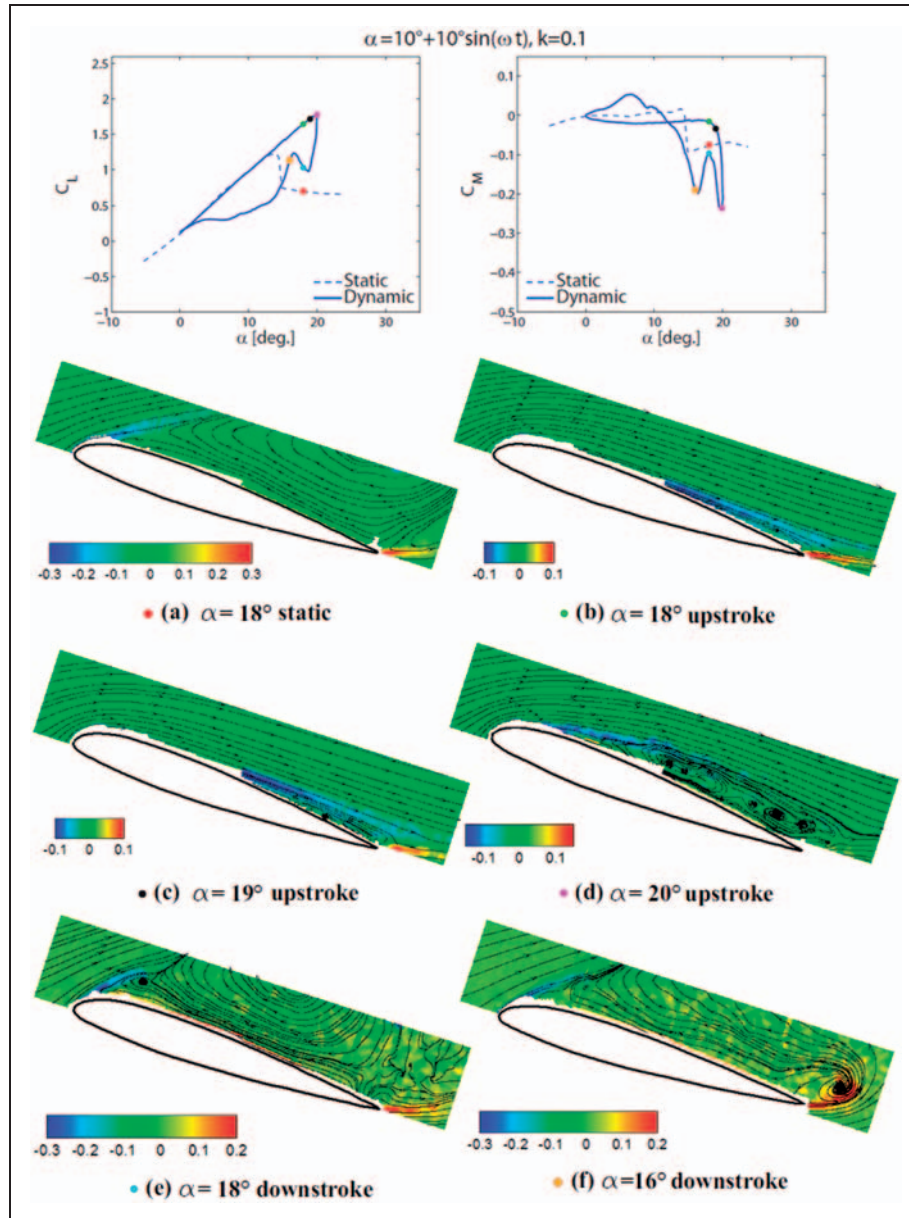 α=10°+10°sin(ω t), k=0.1
2.5
2
1.5
1
0.5
0
−0.5
−1
C_L
−10 0 10 20 30
α [deg.]
Static
Dynamic
0.1
0
−0.1
−0.2
−0.3
−0.4
−0.5
C_M
−10 0 10 20 30
α [deg.]
Static
Dynamic
-0.3 -0.2 -0.1 0 0.1 0.2 0.3
(a) α= 18° static
-0.1 0 0.1
(b) α= 18° upstroke
-0.1 0 0.1
(c) α= 19° upstroke
-0.1 0 0.1
(d) α= 20° upstroke
-0.3 -0.2 -0.1 0 0.1 0.2
(e) α= 18° downstroke
-0.3 -0.2 -0.1 0 0.1 0.2
(f) α=16° downstroke